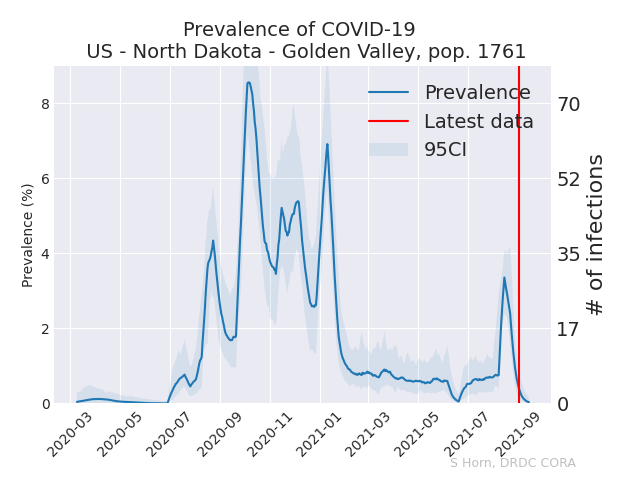 Prevalence of COVID-19
US - North Dakota - Golden Valley, pop. 1761
Prevalence
Latest data
95CI
Prevalence (%)
8
6
4
2
0
70
52
35
17
0
# of infections
2020-03
2020-05
2020-07
2020-09
2020-11
2021-01
2021-03
2021-05
2021-07
2021-09
S Horn, DRDC CORA